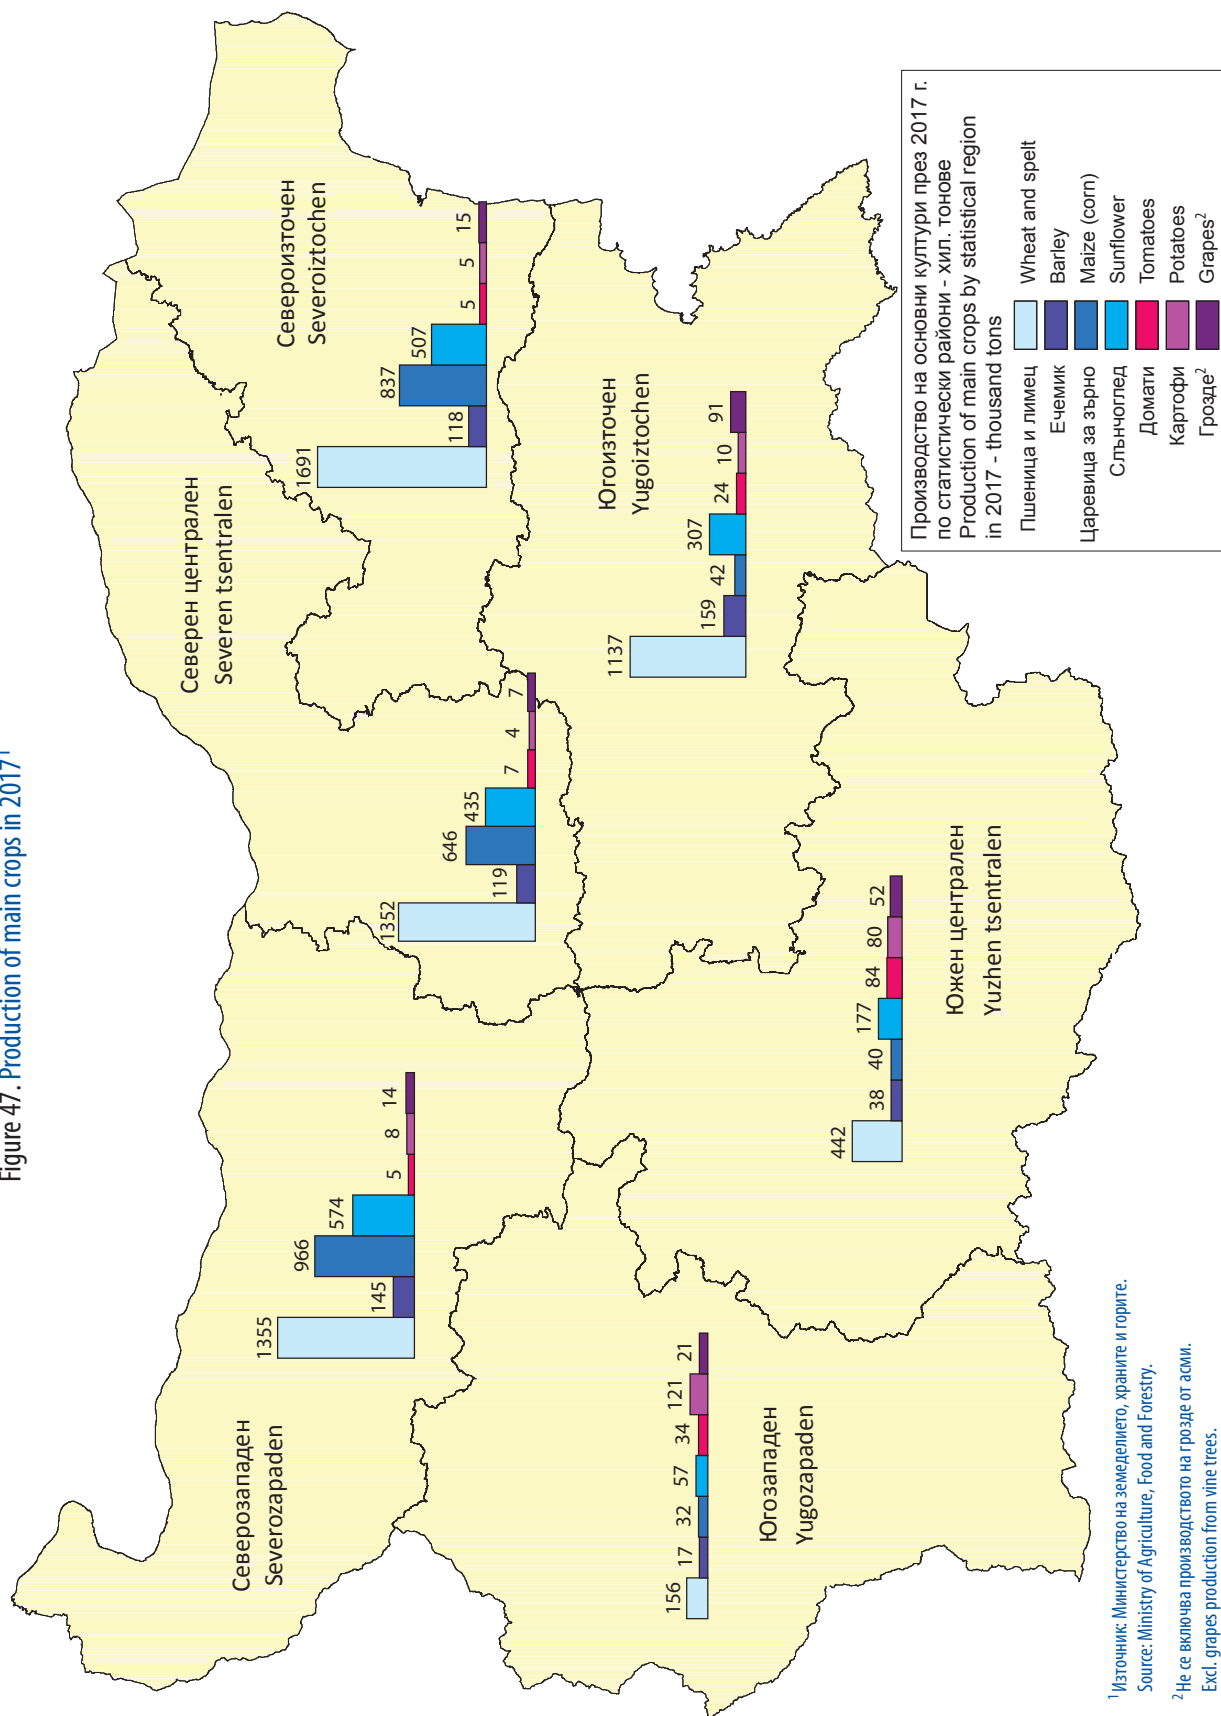 Figure 47. Production of main crops in 2017¹
Северозападен
Severozapaden
1355
145
966
574
5
8
14
Северен централен
Severen tsentralen
1352
119
646
435
7
4
7
Североизточен
Severoiztochen
1691
118
837
507
5
5
15
Югозападен
Yugozapaden
156
17
32
57
34
121
21
Южен централен
Yuzhen tsentralen
442
38
40
177
84
80
52
Югоизточен
Yugoiztochen
1137
159
42
307
24
10
91
Производство на основни култури през 2017 г.
по статистически райони - хил. тонове
Production of main crops by statistical region
in 2017 - thousand tons
Пшеница и лимец Wheat and spelt
Ечемик Barley
Царевица за зърно Maize (corn)
Слънчоглед Sunflower
Домати Tomatoes
Картофи Potatoes
Грозде² Grapes²
¹ Източник: Министерство на земеделието, храните и горите.
Source: Ministry of Agriculture, Food and Forestry.
² Не се включва производството на грозде от асми.
Excl. grapes production from vine trees.